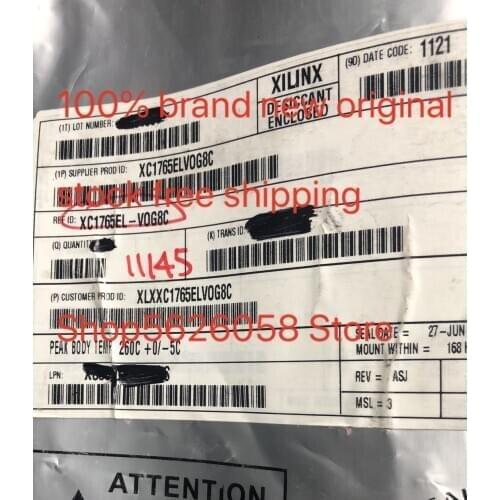 (9D) DATE CODE: 1121
XILINX
DESICCANT
ENCLOSED
100% brand new original
(1T) LOT NUMBER:
(1P) SUPPLIER PROD ID: XC1765ELVOG8C
stock free shipping
REF ID: XC1765EL-VOG8C
(Q) QUANTITY
(K) TRANS ID:
11145
(P) CUSTOMER PROD ID: XLXXC1765ELVOG8C
Shop5626058 Store
PEAK BODY TEMP 260C +0/-5C
SEAL DATE = 27-JUN
MOUNT WITHIN = 168 H
LPN:
REV = ASJ
MSL = 3
ATTENTION